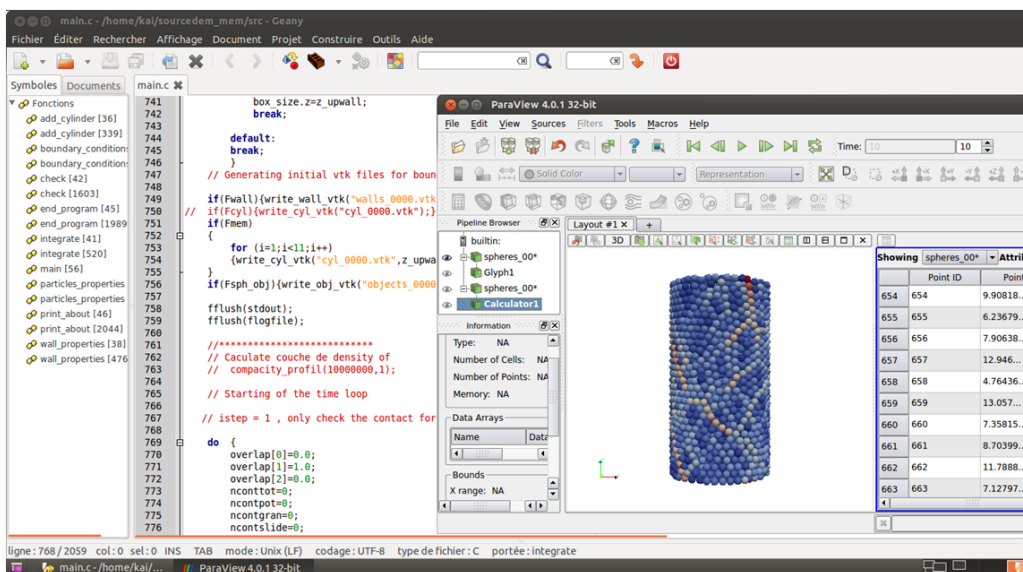 main.c - /home/kai/sourcedem_mem/src - Geany
Fichier Éditer Rechercher Affichage Document Projet Construire Outils Aide
Symboles Documents
Fonctions
add_cylinder [36]
add_cylinder [339]
boundary_conditions
boundary_conditions
check [42]
check [1603]
end_program [45]
end_program [1989
integrate [41]
integrate [520]
main [56]
particles_properties
particles_properties
print_about [46]
print_about [2044]
wall_properties [38]
wall_properties [476
main.c
741 box_size.z=z_upwall;
742 break;
743
744 default:
745 break;
746 }
747 // Generating initial vtk files for boun
748
749 if(Fwall){write_wall_vtk("walls_0000.vtk
750 // if(Fcyl){write_cyl_vtk("cyl_0000.vtk");}
751 if(Fmem)
752 {
753 for (i=1;i<11;i++)
754 {write_cyl_vtk("cyl_0000.vtk",z_upwa
755 }
756 if(Fsph_obj){write_obj_vtk("objects_0000
757
758 fflush(stdout);
759 fflush(flogfile);
760
761 //***************************
762 // Caculate couche de density of
763 // compacity_profil(10000000,1);
764
765 // Starting of the time loop
766
767 // istep = 1 , only check the contact for
768
769 do {
770 overlap[0]=0.0;
771 overlap[1]=1.0;
772 overlap[2]=0.0;
773 nconttot=0;
774 ncontpot=0;
775 ncontgran=0;
776 ncontslide=0;
ParaView 4.0.1 32-bit
File Edit View Sources Filters Tools Macros Help
Time: 10 10
Solid Color Representation
Pipeline Browser
builtin:
spheres_00*
Glyph1
spheres_00*
Calculator1
Information
Type: NA
Number of Cells: NA
Number of Points: NA
Memory: NA
Data Arrays
Name Data
Bounds
X range: NA
Layout #1 X +
3D
Showing spheres_00* Attri
Point ID Point
654 654 9.90818..
655 655 6.23679..
656 656 7.90638..
657 657 12.946...
658 658 4.76436..
659 659 13.057...
660 660 7.35815..
661 661 8.70399..
662 662 11.7888..
663 663 7.12797..
ligne : 768 / 2059 col : 0 sel : 0 INS TAB mode : Unix (LF) codage : UTF-8 type de fichier : C portée : integrate
main.c - /home/kai/... ParaView 4.0.1 32-bit